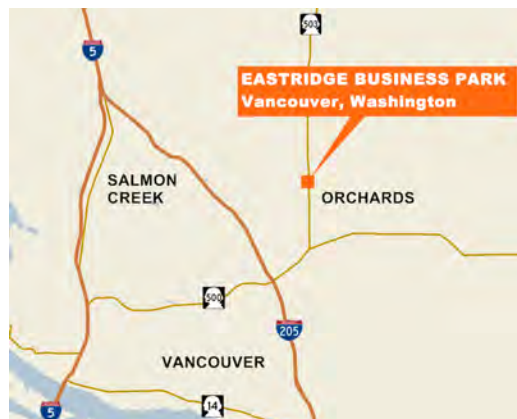 503
5
EASTRIDGE BUSINESS PARK
Vancouver, Washington
SALMON
CREEK
ORCHARDS
500
205
VANCOUVER
5
14